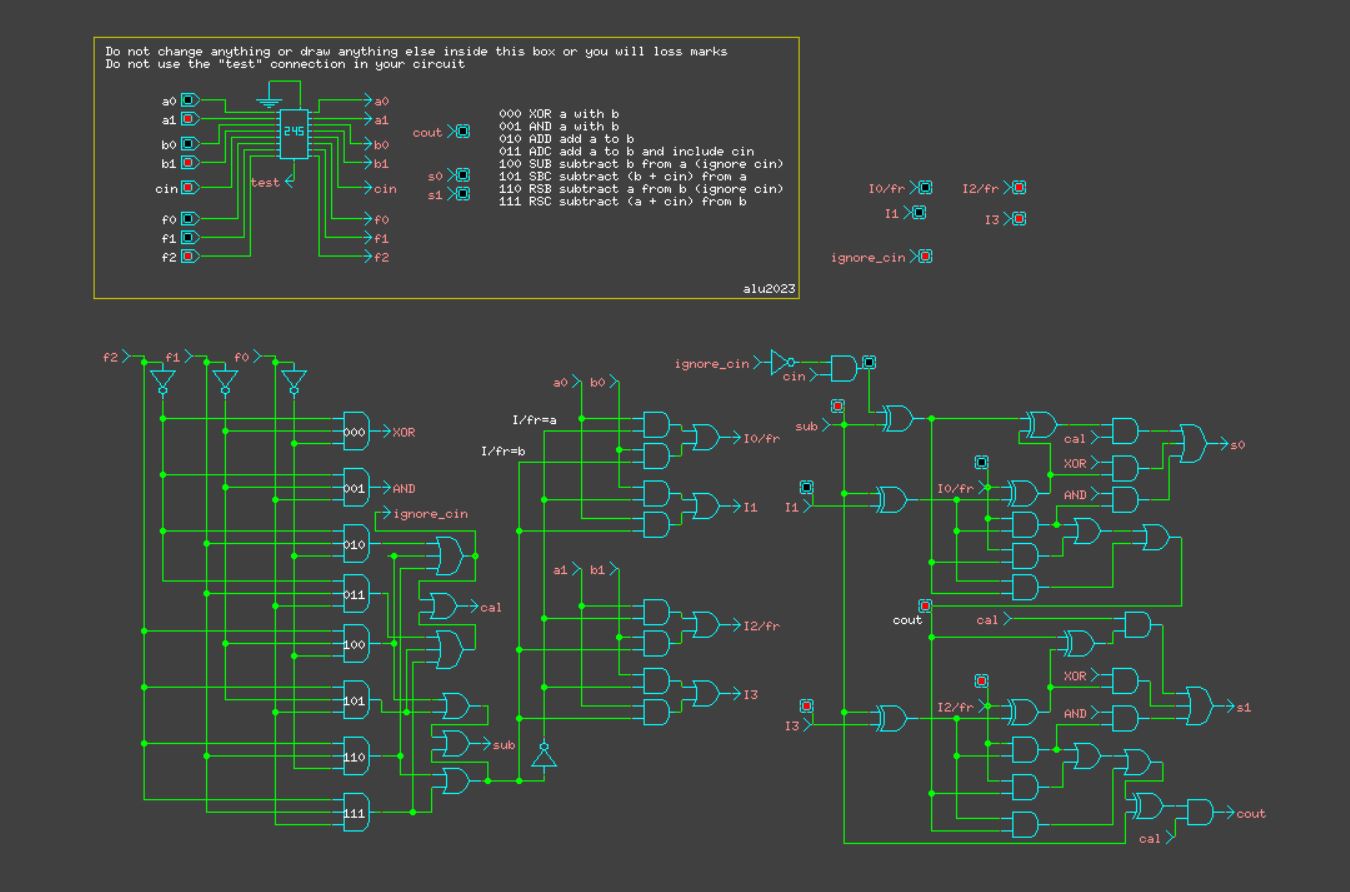 Do not change anything or draw anything else inside this box or you will loss marks
Do not use the "test" connection in your circuit
a0
a1
b0
b1
cin
f0
f1
f2
245
test
a0
a1
b0
b1
cin
f0
f1
f2
cout
s0
s1
000 XOR a with b
001 AND a with b
010 ADD add a to b
011 ADC add a to b and include cin
100 SUB subtract b from a (ignore cin)
101 SBC subtract (b + cin) from a
110 RSB subtract a from b (ignore cin)
111 RSC subtract (a + cin) from b
alu2023
I0/fr
I2/fr
I1
I3
ignore_cin
f2
f1
f0
000
XOR
001
AND
ignore_cin
010
011
cal
100
101
sub
110
111
a0
b0
I/fr=a
I/fr=b
I0/fr
I1
a1
b1
I2/fr
I3
ignore_cin
cin
sub
cal
s0
XOR
I0/fr
AND
I1
cout
cal
XOR
I2/fr
AND
s1
I3
cout
cal